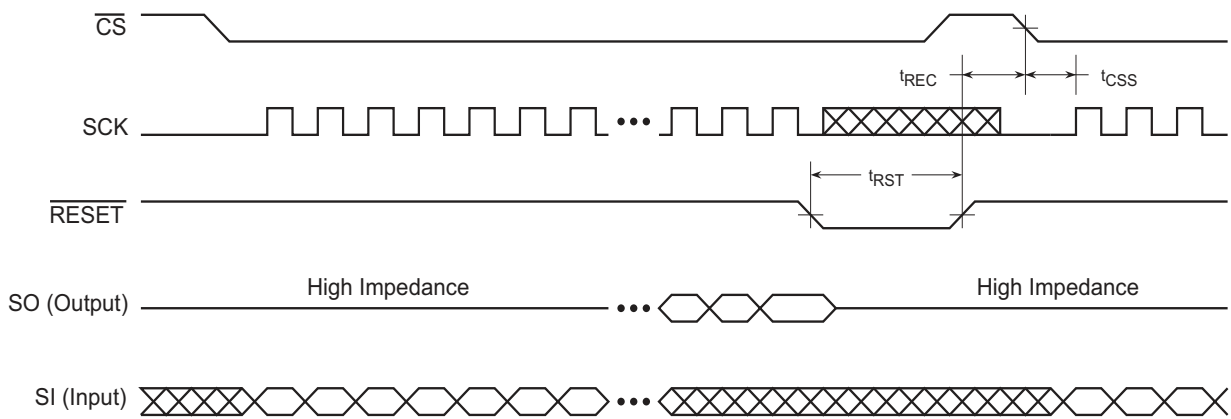 CS
tREC
tCSS
SCK
•••
tRST
RESET
High Impedance
High Impedance
SO (Output)
•••
SI (Input)
•••